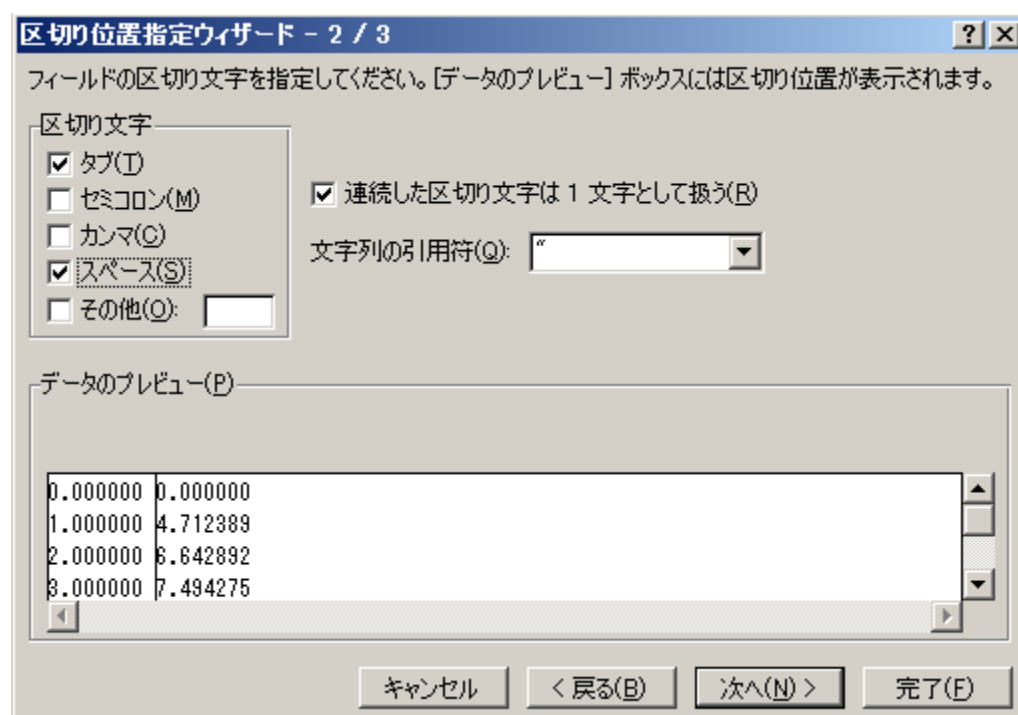 区切り位置指定ウィザード - 2 / 3
フィールドの区切り文字を指定してください。[データのプレビュー] ボックスには区切り位置が表示されます。
区切り文字
タブ(T)
セミコロン(M)
連続した区切り文字は 1 文字として扱う(R)
カンマ(C)
文字列の引用符(Q): "
スペース(S)
その他(O):
データのプレビュー(P)
0.000000 0.000000
1.000000 4.712389
2.000000 6.642892
3.000000 7.494275
キャンセル < 戻る(B) 次へ(N) > 完了(F)